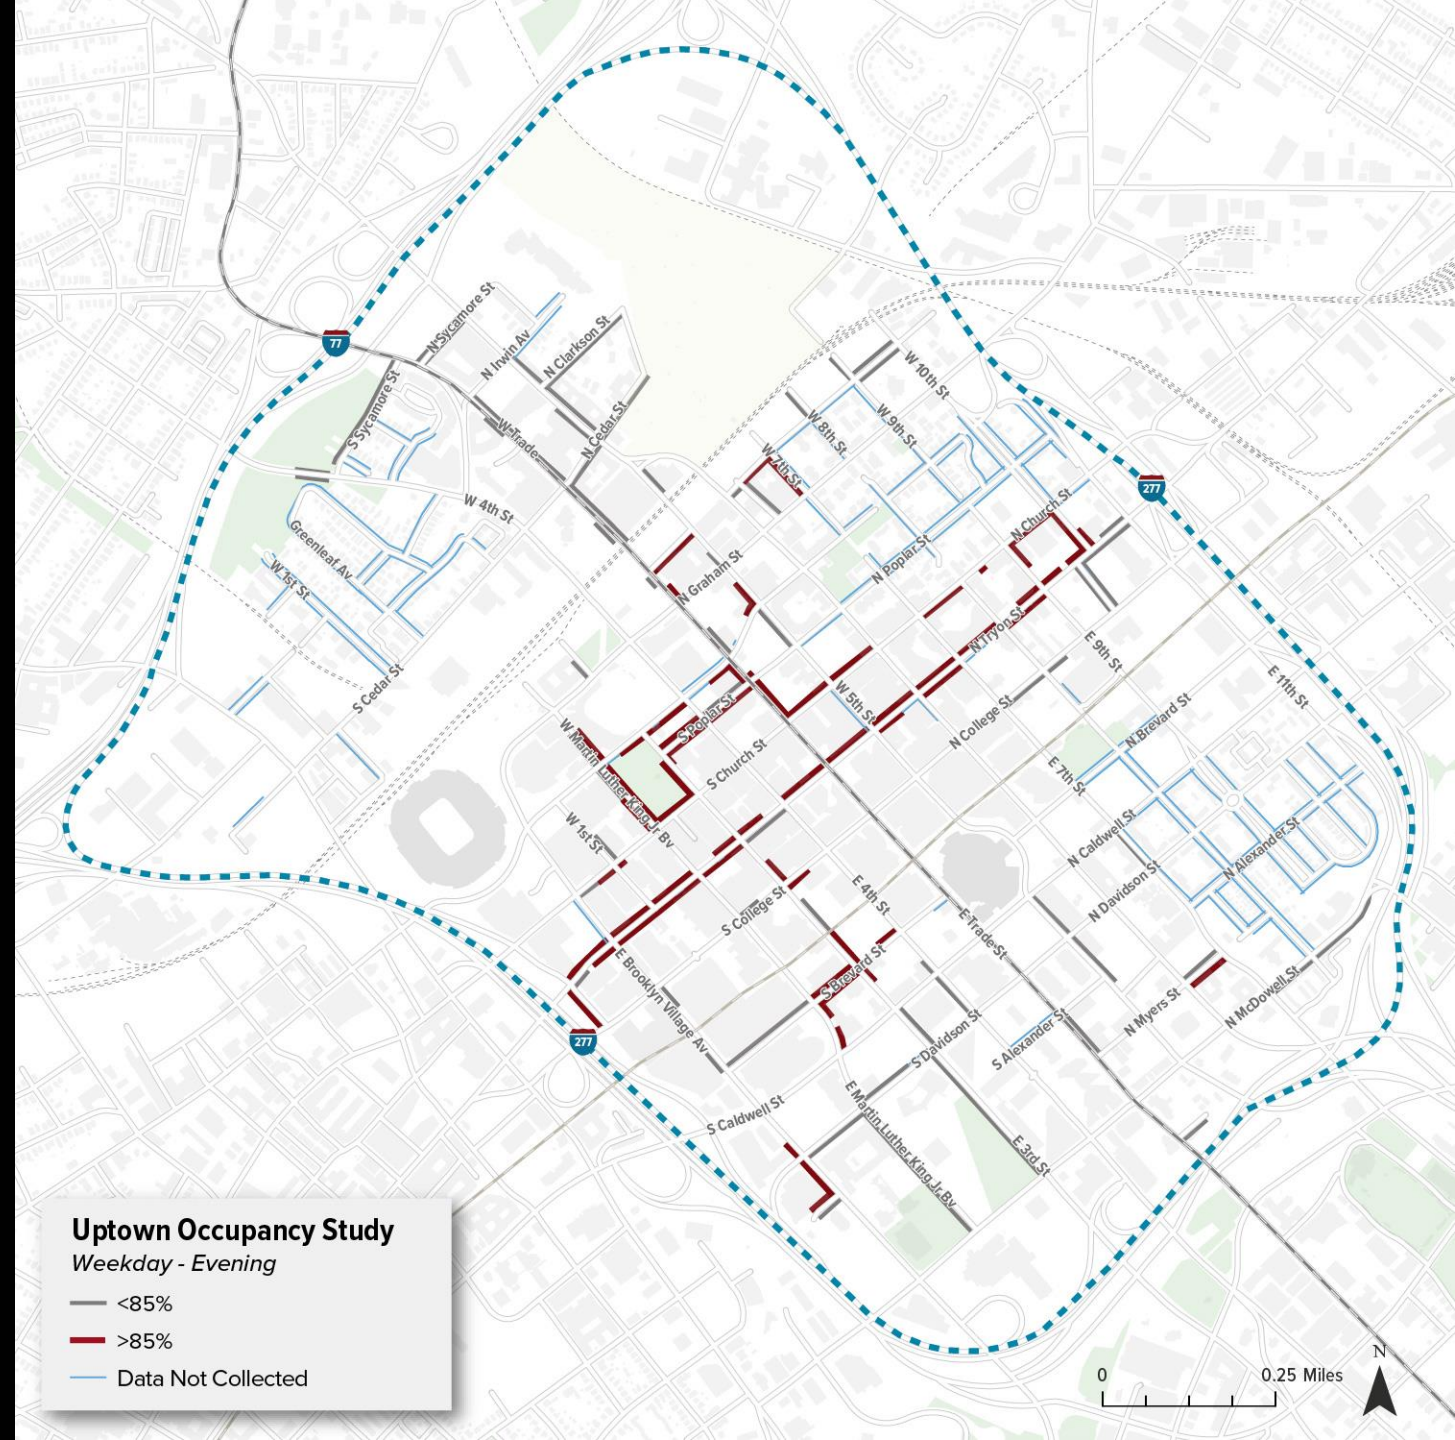 N Sycamore St
N Irwin Av
N Clarkson St
77
S Sycamore St
N Cedar St
W Trade
W 10th St
W 9th St
W 8th St
W 7th St
277
W 4th St
N Church St
Greenleaf Av
W 1st St
N Graham St
N Poplar St
N Tryon St
E 9th St
S Cedar St
E 11th St
W 5th St
S Poplar St
N College St
N Brevard St
W Martin Luther King Jr Bv
S Church St
E 7th St
W 1st St
N Caldwell St
N Alexander St
N Davidson St
E 4th St
S College St
E Trade St
E Brooklyn Village Av
S Brevard St
N Myers St
N McDowell St
277
S Davidson St
S Alexander St
S Caldwell St
E Martin Luther King Jr Bv
E 3rd St
Uptown Occupancy Study
Weekday - Evening
<85%
>85%
Data Not Collected
N
0
0.25 Miles